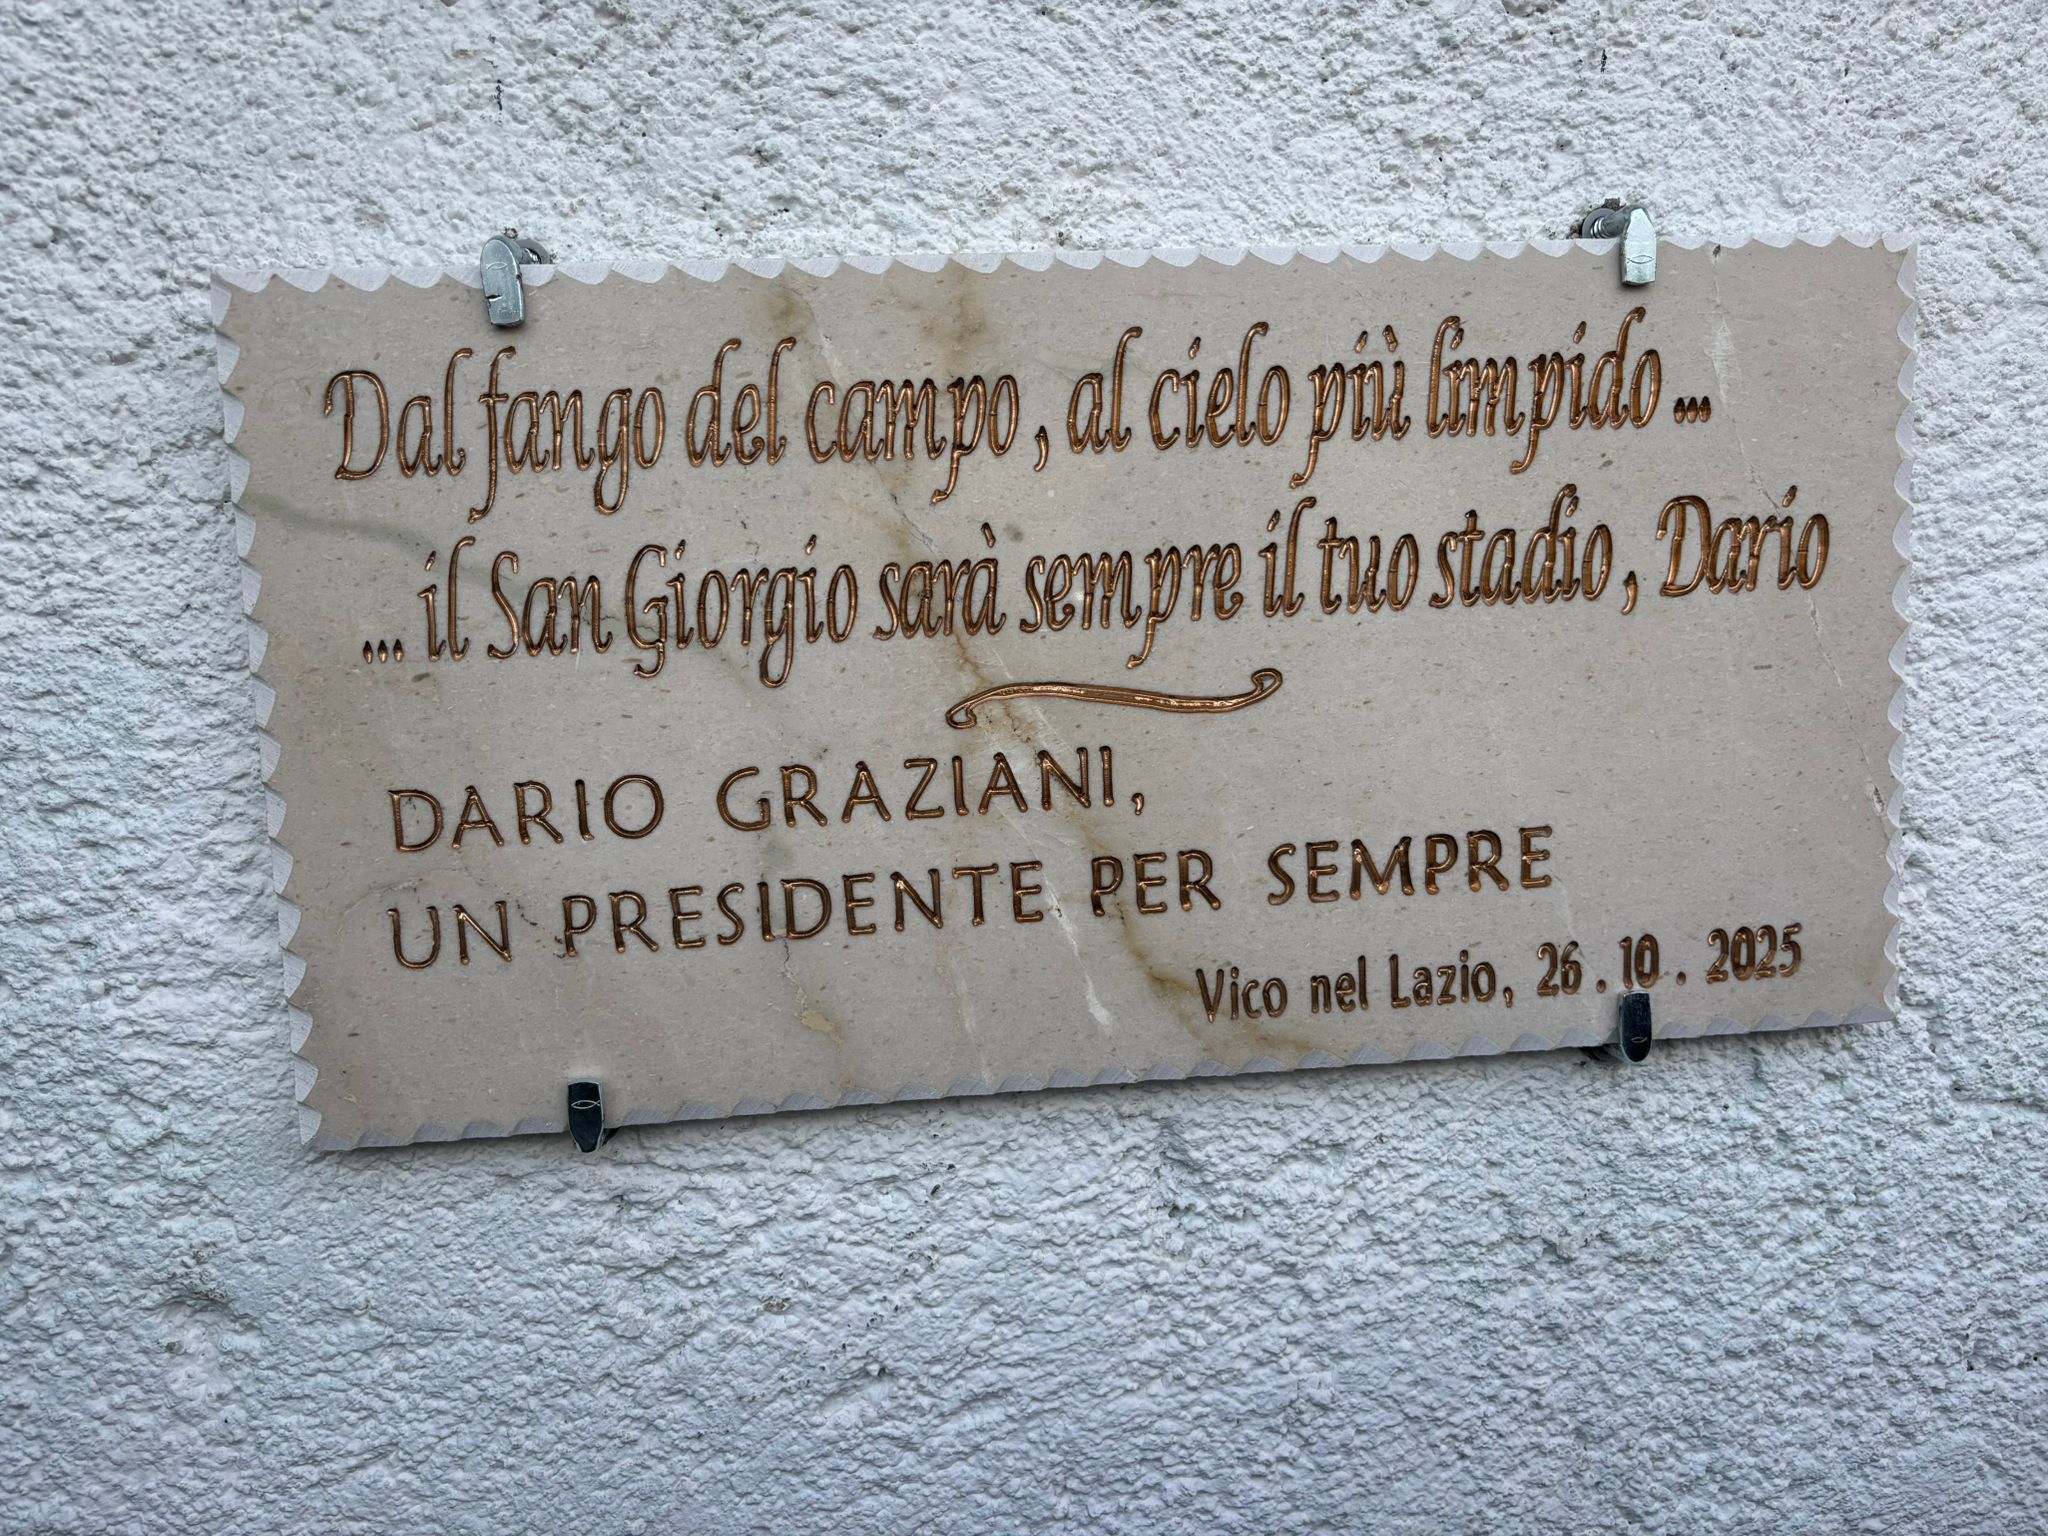 Dal fango del campo, al cielo più limpido...
... il San Giorgio sarà sempre il tuo stadio, Dario
DARIO GRAZIANI,
UN PRESIDENTE PER SEMPRE
Vico nel Lazio, 26.10.2025